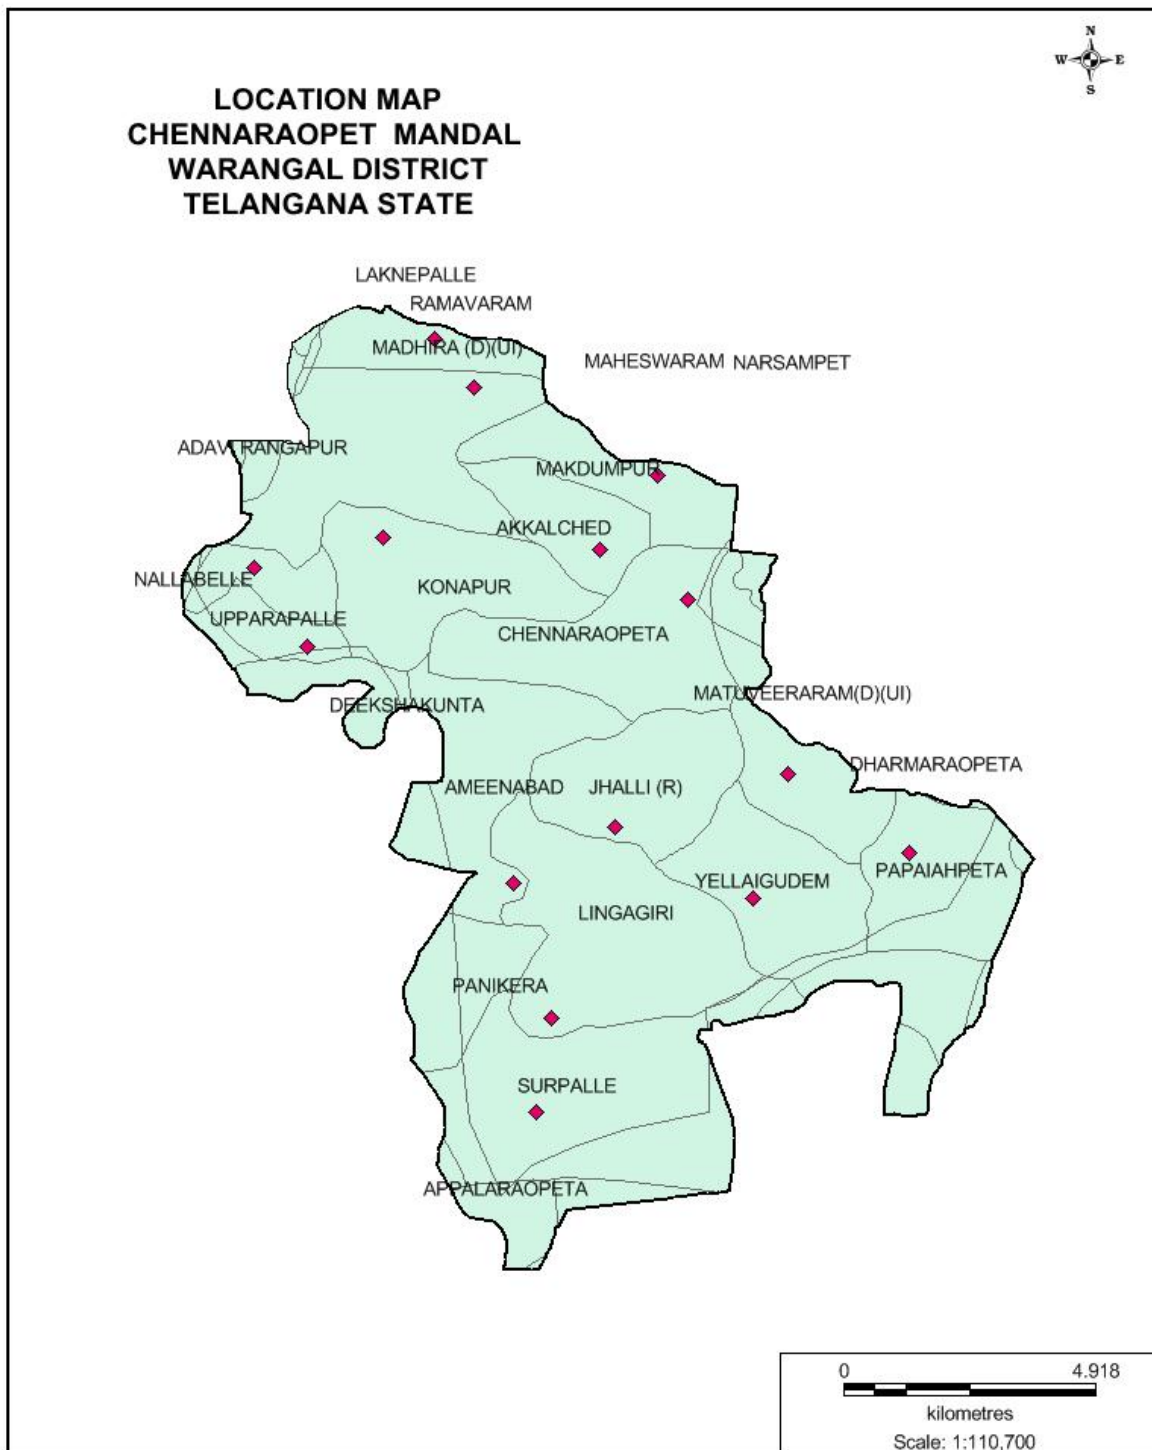 N
W E
S
LOCATION MAP
CHENNARAOPET MANDAL
WARANGAL DISTRICT
TELANGANA STATE
LAKNEPALLE
RAMAVARAM
MADHIRA (D)(UI)
MAHESWARAM NARSAMPET
ADAVI RANGAPUR
MAKDUMPUR
AKKALCHED
NALLABELLE
KONAPUR
UPPARAPALLE
CHENNARAOPETA
MATUVEERARAM(D)(UI)
DEEKSHAKUNTA
DHARMARAOPETA
AMEENABAD
JHALLI (R)
PAPAIAHPETA
YELLAIGUDEM
LINGAGIRI
PANIKERA
SURPALLE
APPALARAOPETA
0 4.918
kilometres
Scale: 1:110,700